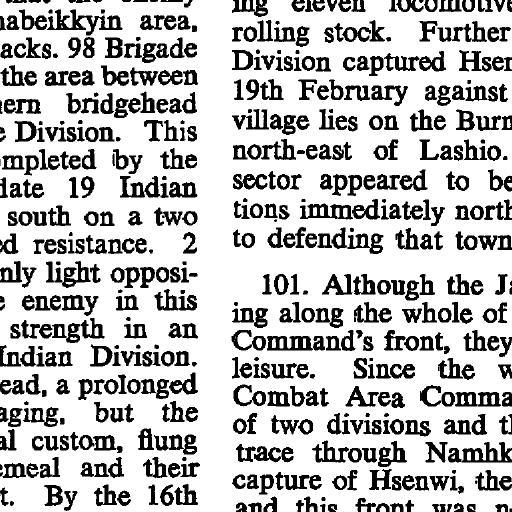 nabeikkyin area,
acks. 98 Brigade
the area between
ern bridgehead
Division. This
mpleted by the
date 19 Indian
south on a two
ed resistance. 2
nly light opposi-
enemy in this
strength in an
Indian Division.
ead, a prolonged
aging, but the
al custom, flung
emeal and their
t. By the 16th
ing eleven locomotive
rolling stock. Further
Division captured Hsen
19th February against
village lies on the Burm
north-east of Lashio.
sector appeared to be
tions immediately north
to defending that town
101. Although the Ja
ing along the whole of
Command's front, they
leisure. Since the w
Combat Area Comma
of two divisions and th
trace through Namhk
capture of Hsenwi, the
and this front was